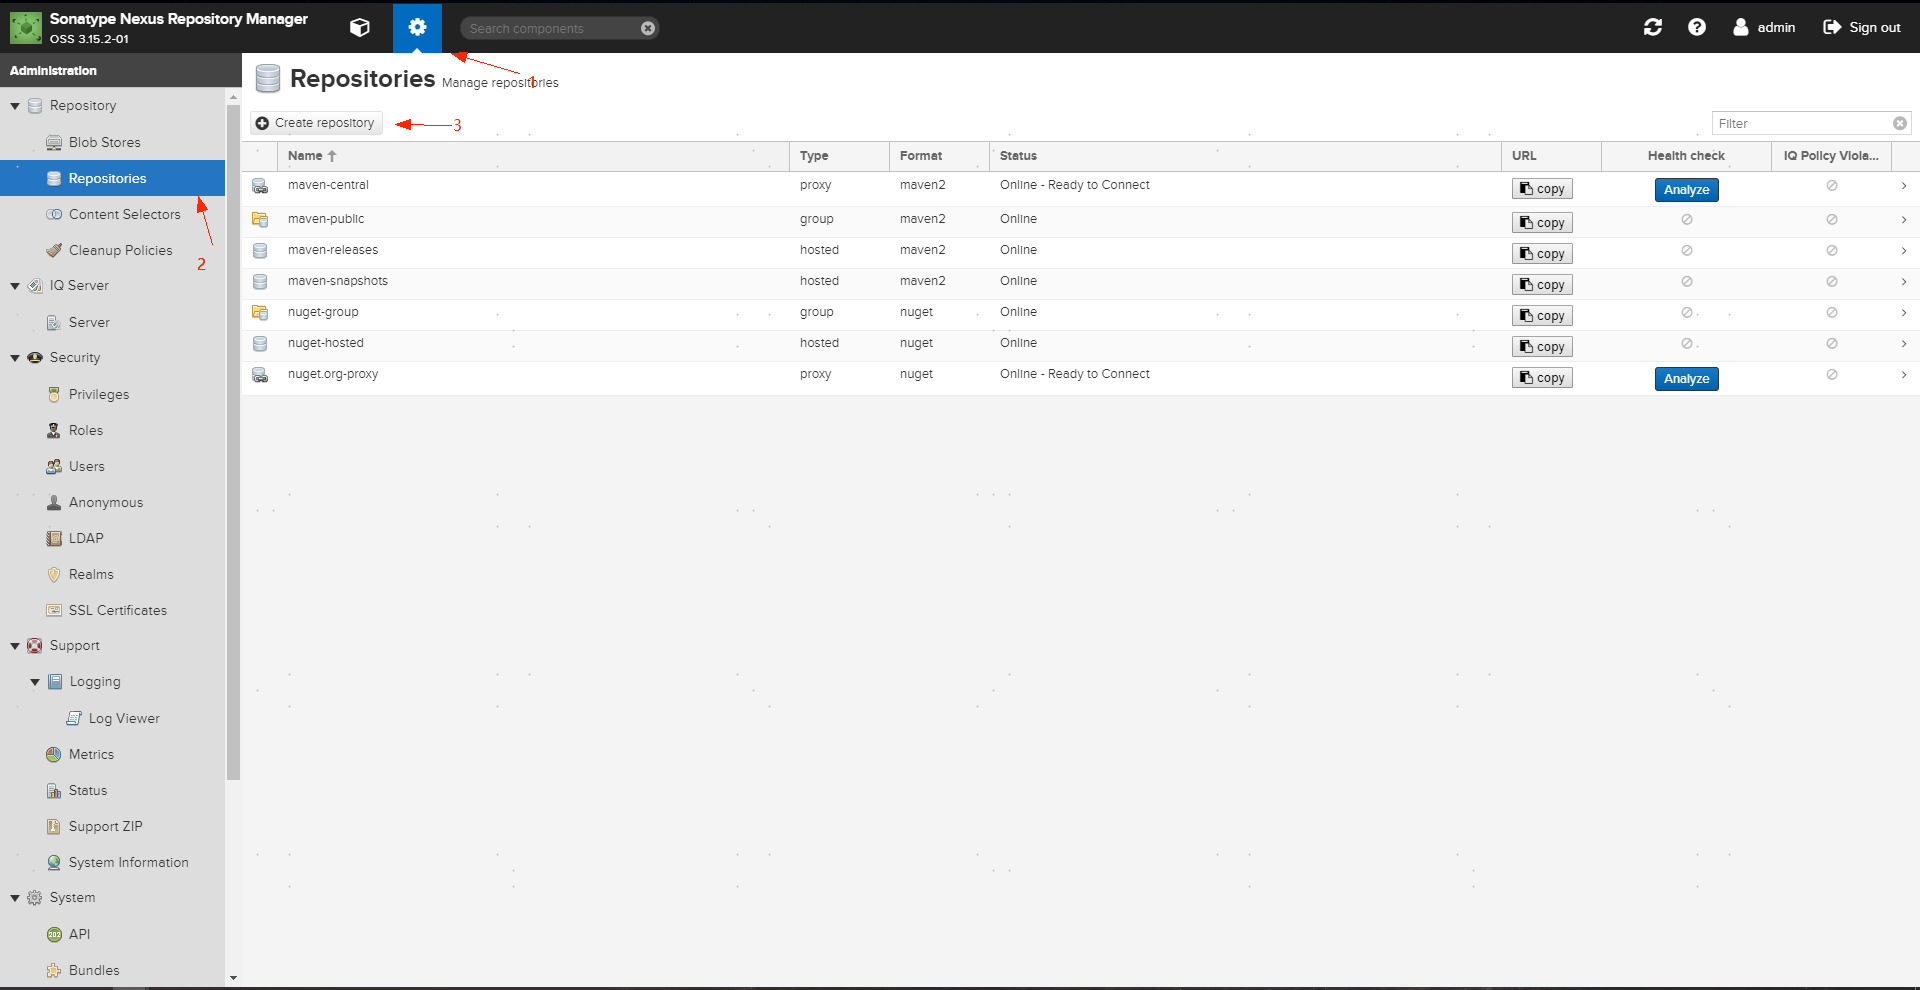 Sonatype Nexus Repository Manager
OSS 3.15.2-01
Search components
admin
Sign out
Administration
Repository
Blob Stores
Repositories
Content Selectors
Cleanup Policies
IQ Server
Server
Security
Privileges
Roles
Users
Anonymous
LDAP
Realms
SSL Certificates
Support
Logging
Log Viewer
Metrics
Status
Support ZIP
System Information
System
API
Bundles
2
Repositories Manage repositories
1
Create repository
3
Filter
Name Type Format Status URL Health check IQ Policy Viola...
maven-central proxy maven2 Online - Ready to Connect copy Analyze
maven-public group maven2 Online copy
maven-releases hosted maven2 Online copy
maven-snapshots hosted maven2 Online copy
nuget-group group nuget Online copy
nuget-hosted hosted nuget Online copy
nuget.org-proxy proxy nuget Online - Ready to Connect copy Analyze